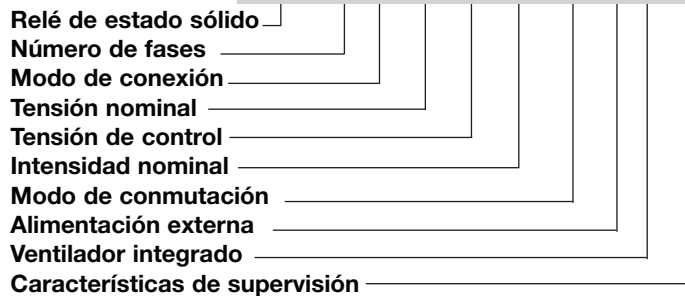 Relé de estado sólido
Número de fases
Modo de conexión
Tensión nominal
Tensión de control
Intensidad nominal
Modo de conmutación
Alimentación externa
Ventilador integrado
Características de supervisión